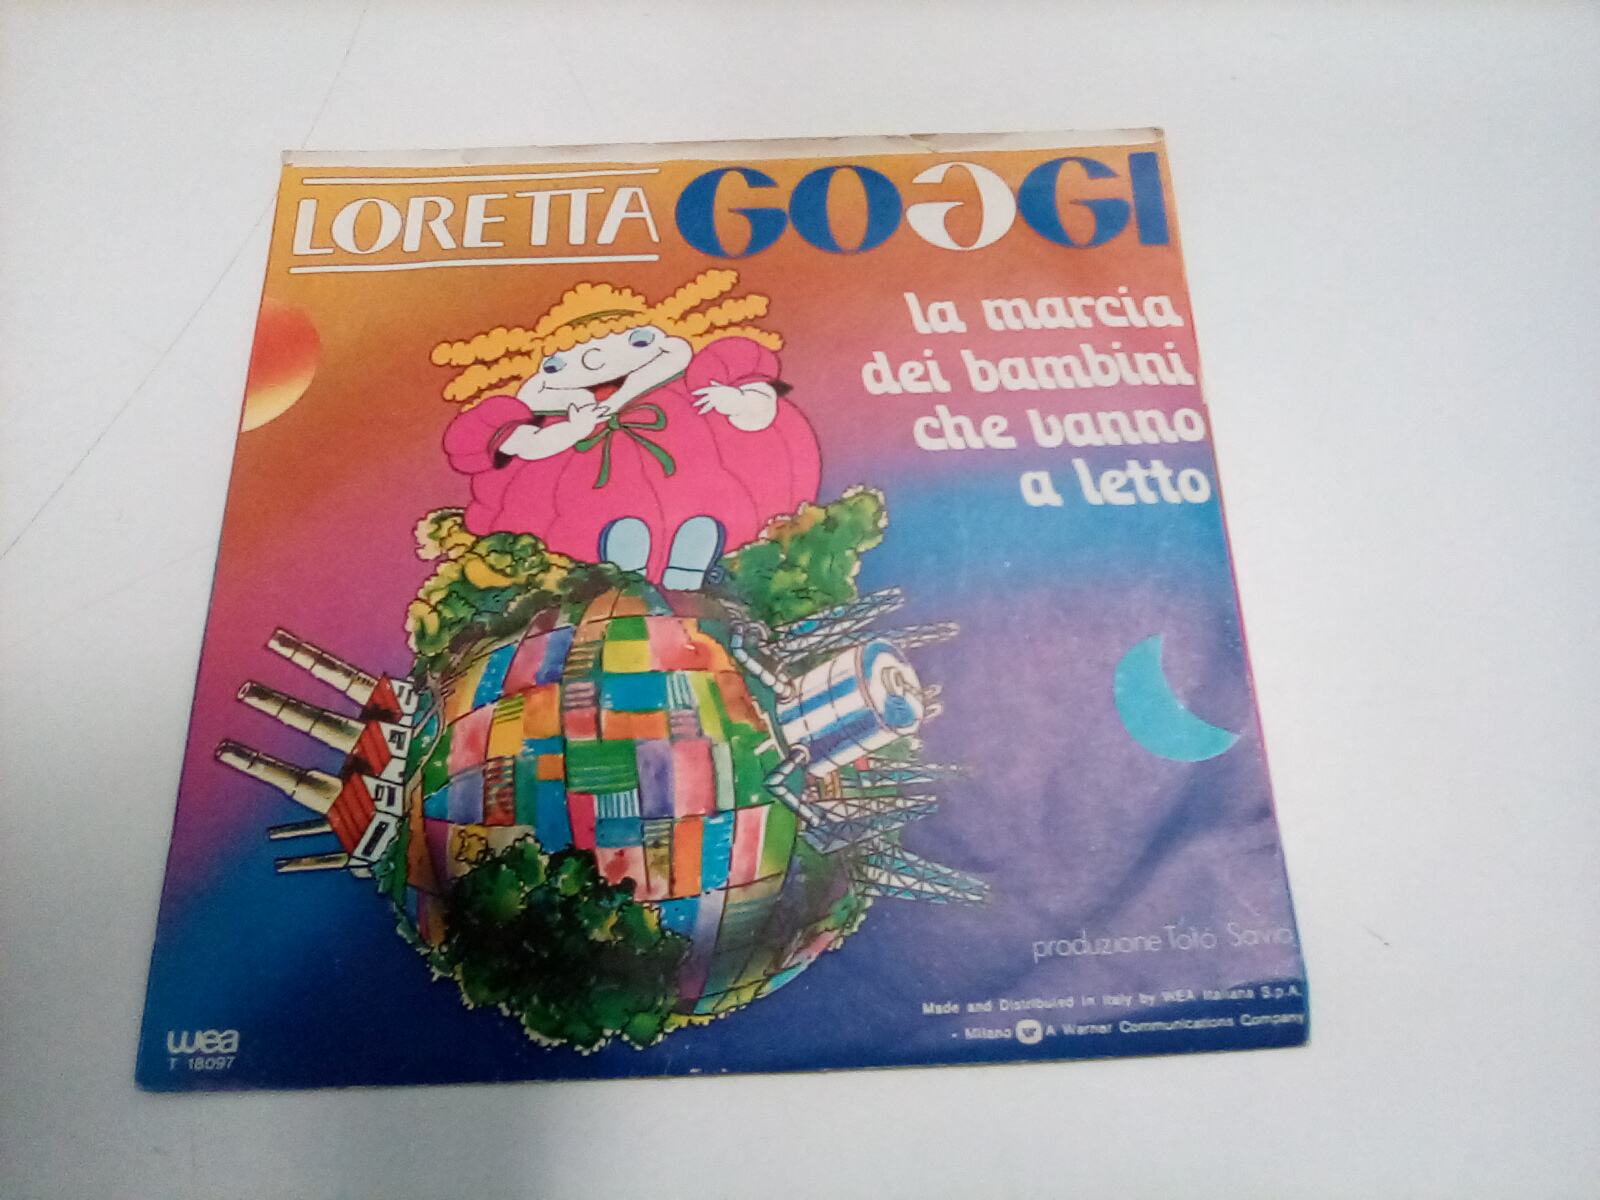 LORETTA GOGGI
la marcia
dei bambini
che vanno
a letto
produzione Totó Savio
Made and Distributed in Italy by WEA Italiana S.p.A.
- Milano W A Warner Communications Company
wea
T 18097